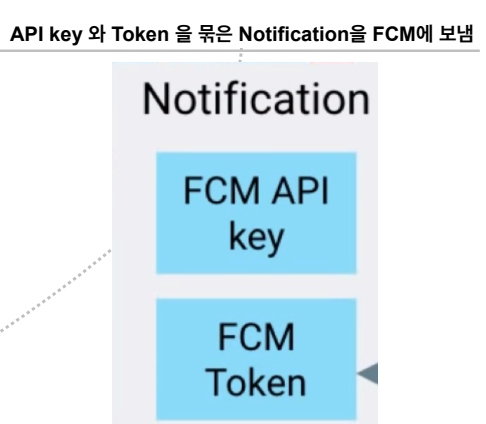 API key 와 Token 을 묶은 Notification을 FCM에 보냄
Notification
FCM API
key
FCM
Token